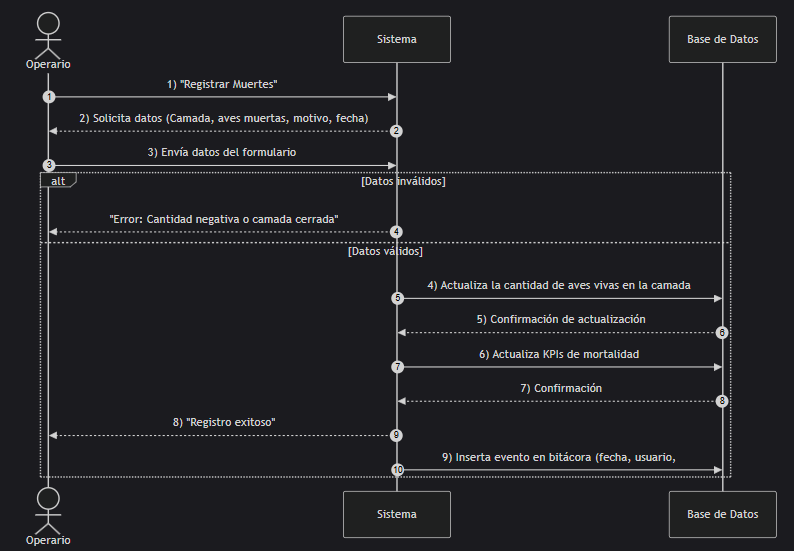 Operario
Sistema
Base de Datos
1) "Registrar Muertes"
1
2) Solicita datos (Camada, aves muertas, motivo, fecha)
2
3) Envía datos del formulario
3
alt
[Datos inválidos]
"Error: Cantidad negativa o camada cerrada"
4
[Datos válidos]
4) Actualiza la cantidad de aves vivas en la camada
5
5) Confirmación de actualización
6
6) Actualiza KPIs de mortalidad
7
7) Confirmación
8
8) "Registro exitoso"
9
9) Inserta evento en bitácora (fecha, usuario,
10
Operario
Sistema
Base de Datos